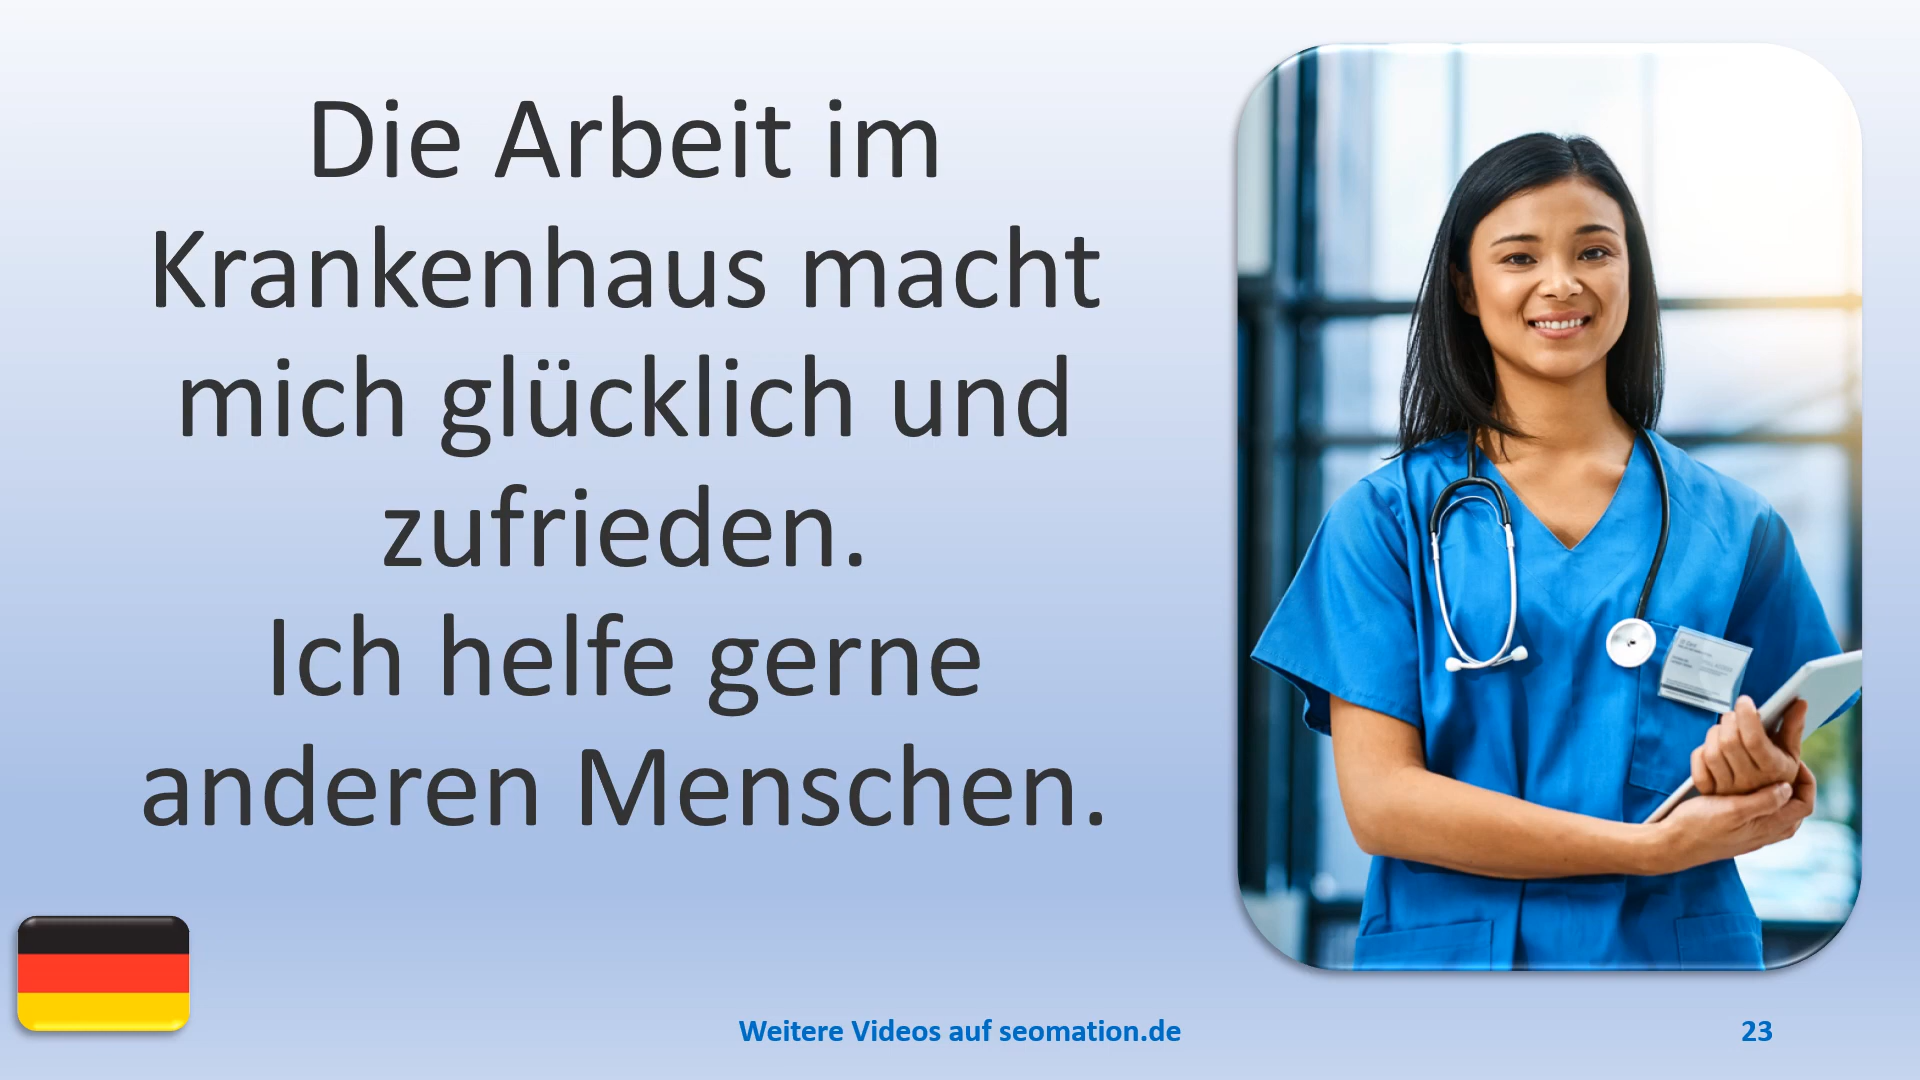 Die Arbeit im
Krankenhaus macht
mich glücklich und
zufrieden.
Ich helfe gerne
anderen Menschen.
Weitere Videos auf seomation.de
23